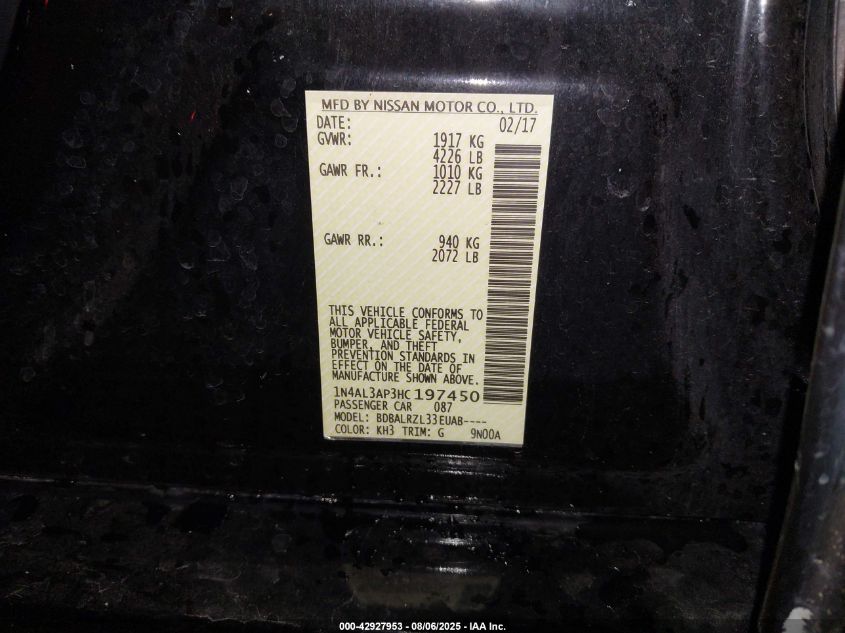 MFD BY NISSAN MOTOR CO., LTD.
DATE: 02/17
GVWR: 1917 KG
4226 LB
GAWR FR.: 1010 KG
2227 LB
GAWR RR.: 940 KG
2072 LB
THIS VEHICLE CONFORMS TO
ALL APPLICABLE FEDERAL
MOTOR VEHICLE SAFETY,
BUMPER, AND THEFT
PREVENTION STANDARDS IN
EFFECT ON THE DATE OF
MANUFACTURE SHOWN ABOVE.
1N4AL3AP3HC197450
PASSENGER CAR 087
MODEL: BDBALRZL33EUAB----
COLOR: KH3 TRIM: G 9N00A
000-42927953 - 08/06/2025 - IAA Inc.